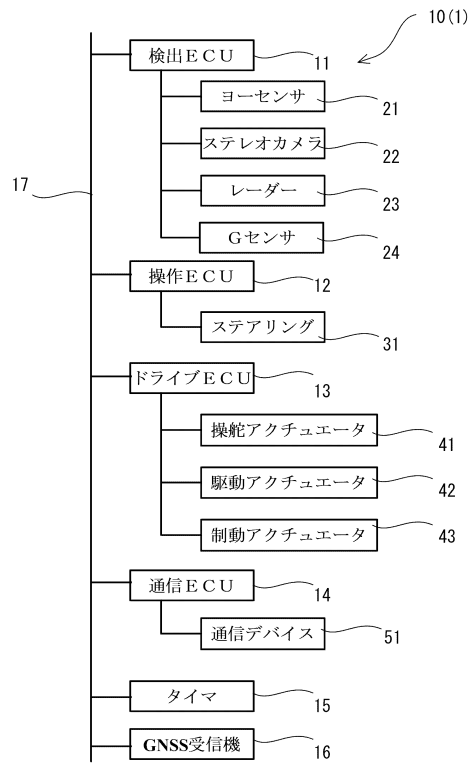 10(1)
検出ECU
11
ヨーセンサ
21
ステレオカメラ
22
17
レーダー
23
Gセンサ
24
操作ECU
12
ステアリング
31
ドライブECU
13
操舵アクチュエータ
41
駆動アクチュエータ
42
制動アクチュエータ
43
通信ECU
14
通信デバイス
51
タイマ
15
GNSS受信機
16